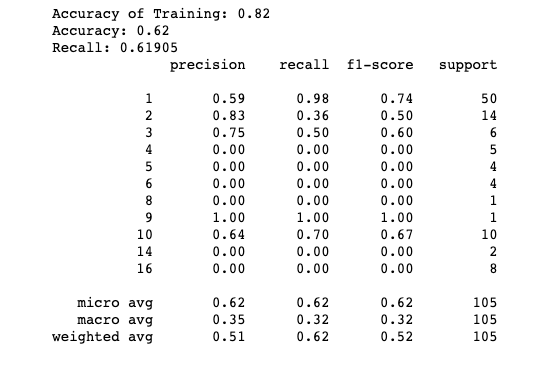 Accuracy of Training: 0.82
Accuracy: 0.62
Recall: 0.61905
precision recall f1-score support
1 0.59 0.98 0.74 50
2 0.83 0.36 0.50 14
3 0.75 0.50 0.60 6
4 0.00 0.00 0.00 5
5 0.00 0.00 0.00 4
6 0.00 0.00 0.00 4
8 0.00 0.00 0.00 1
9 1.00 1.00 1.00 1
10 0.64 0.70 0.67 10
14 0.00 0.00 0.00 2
16 0.00 0.00 0.00 8
micro avg 0.62 0.62 0.62 105
macro avg 0.35 0.32 0.32 105
weighted avg 0.51 0.62 0.52 105